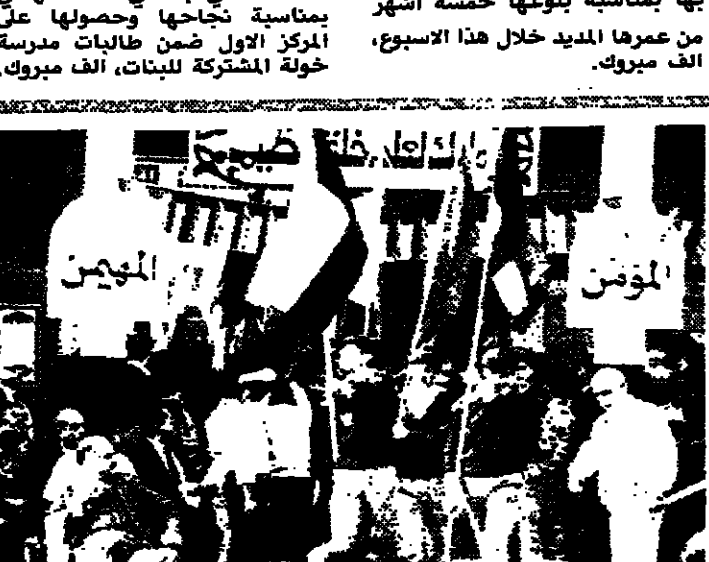 بها بمناسبة بلوغها خمسة اشهر
من عمرها المديد خلال هذا الاسبوع،
الف مبروك.
بمناسبة نجاحها وحصولها على
المركز الاول ضمن طالبات مدرسة
خولة المشتركة للبنات، الف مبروك.
المؤمن
المهيمن